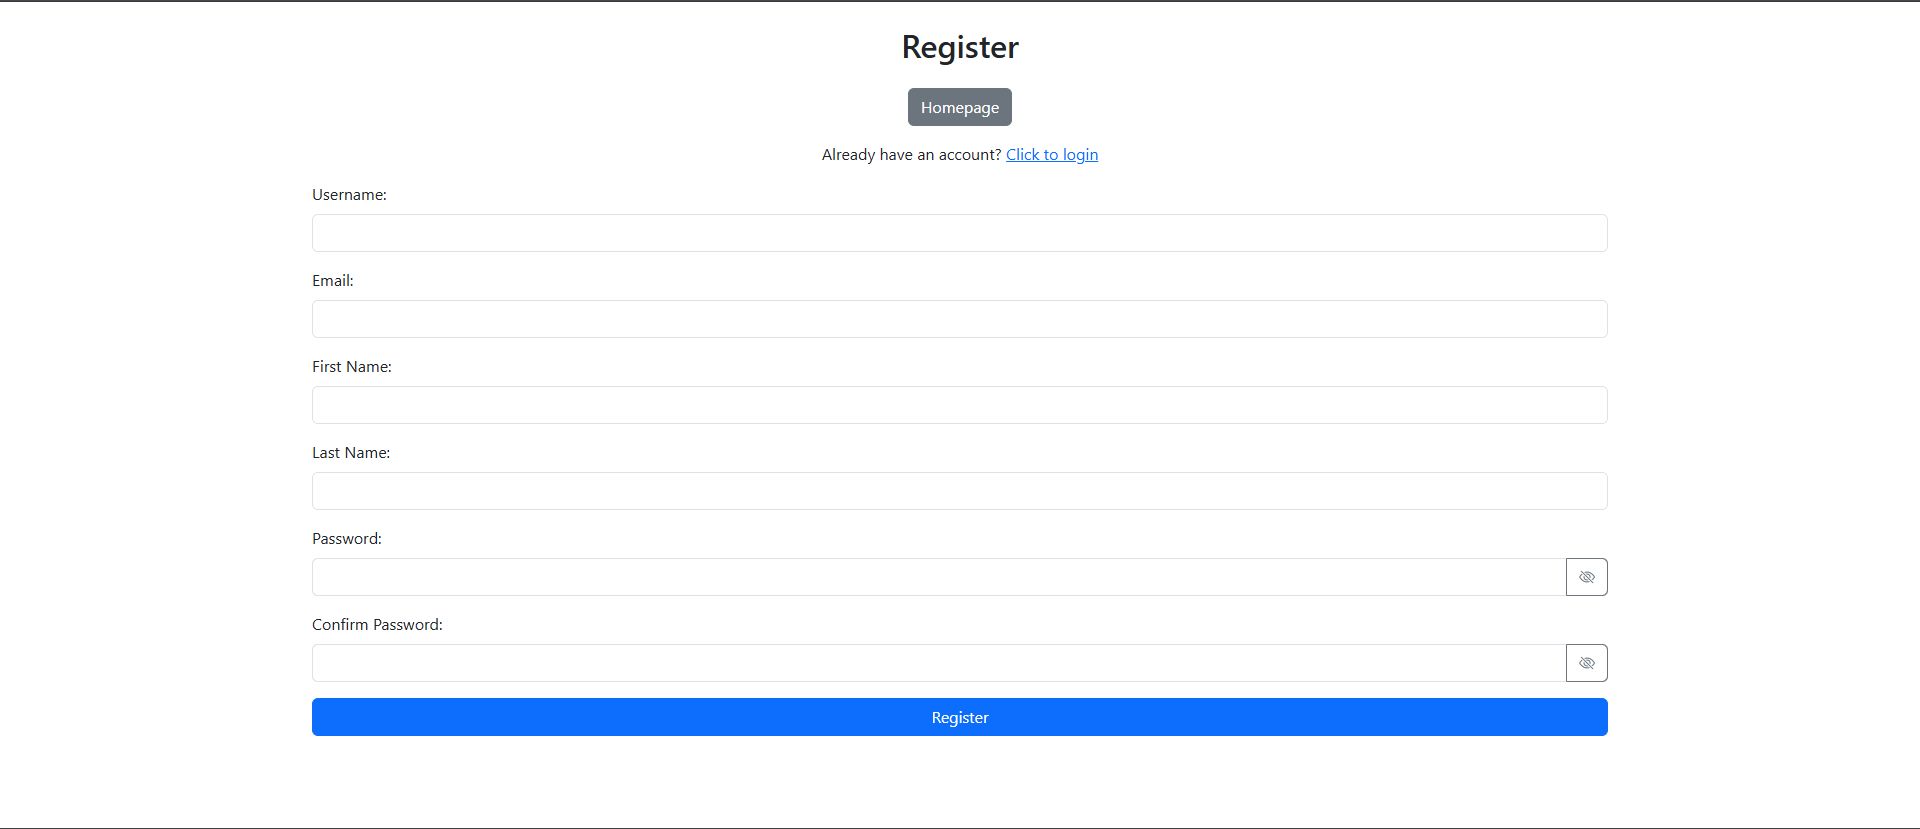 Register
Homepage
Already have an account? Click to login
Username:
Email:
First Name:
Last Name:
Password:
Confirm Password:
Register